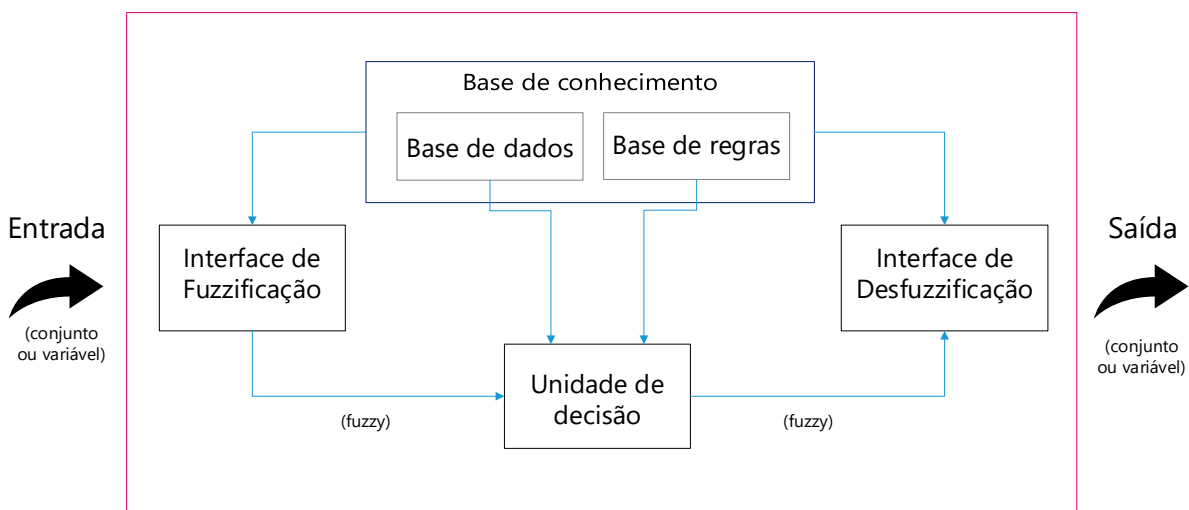 Base de conhecimento
Base de dados
Base de regras
Entrada
(conjunto
ou variável)
Interface de
Fuzzificação
Interface de
Desfuzzificação
Saída
(conjunto
ou variável)
Unidade de
decisão
(fuzzy)
(fuzzy)